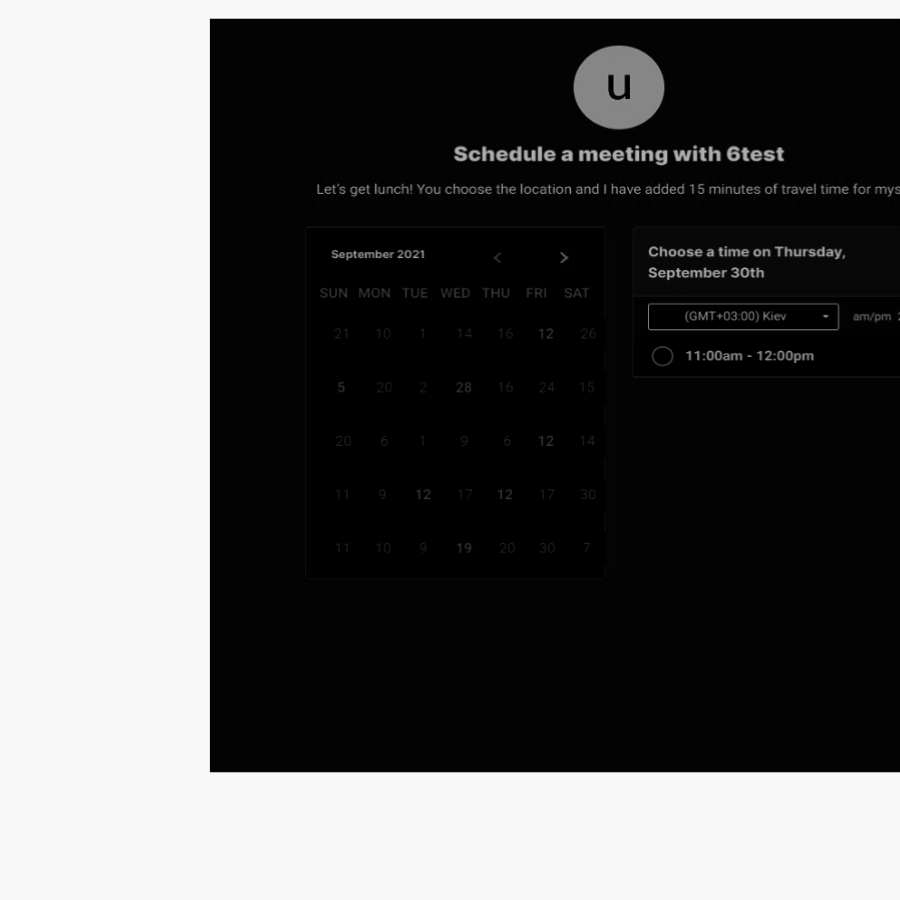 u
Schedule a meeting with 6test
Let's get lunch! You choose the location and I have added 15 minutes of travel time for mys
September 2021 < >
SUN MON TUE WED THU FRI SAT
21 10 1 14 16 12 26
5 20 2 28 16 24 15
20 6 1 9 6 12 14
11 9 12 17 12 17 30
11 10 9 19 20 30 7
Choose a time on Thursday,
September 30th
(GMT+03:00) Kiev am/pm
11:00am - 12:00pm